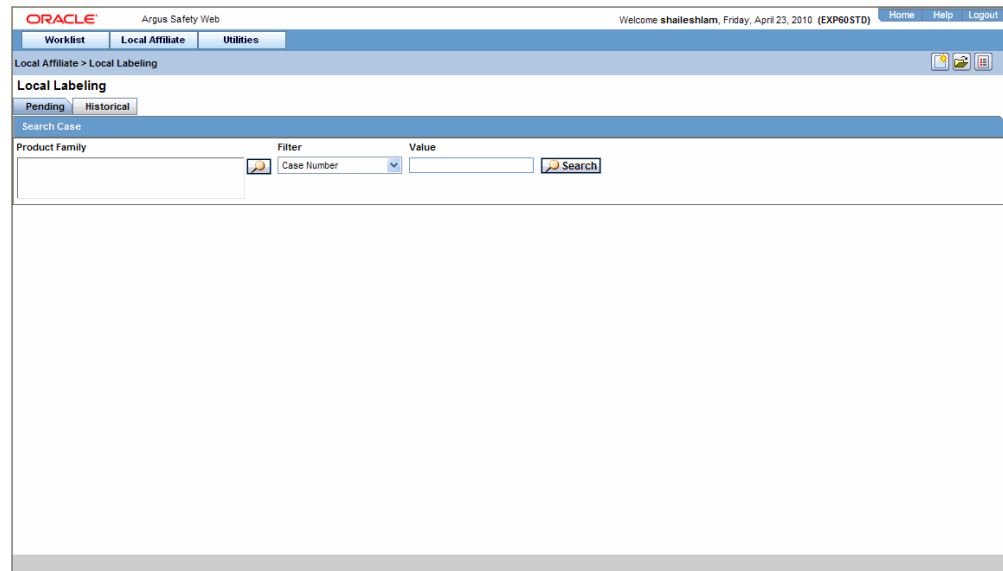 ORACLE Argus Safety Web Welcome shaileshlam, Friday, April 23, 2010 (EXP60STD) Home Help Logout
Worklist Local Affiliate Utilities
Local Affiliate > Local Labeling
Local Labeling
Pending Historical
Search Case
Product Family Filter Value
Case Number Search